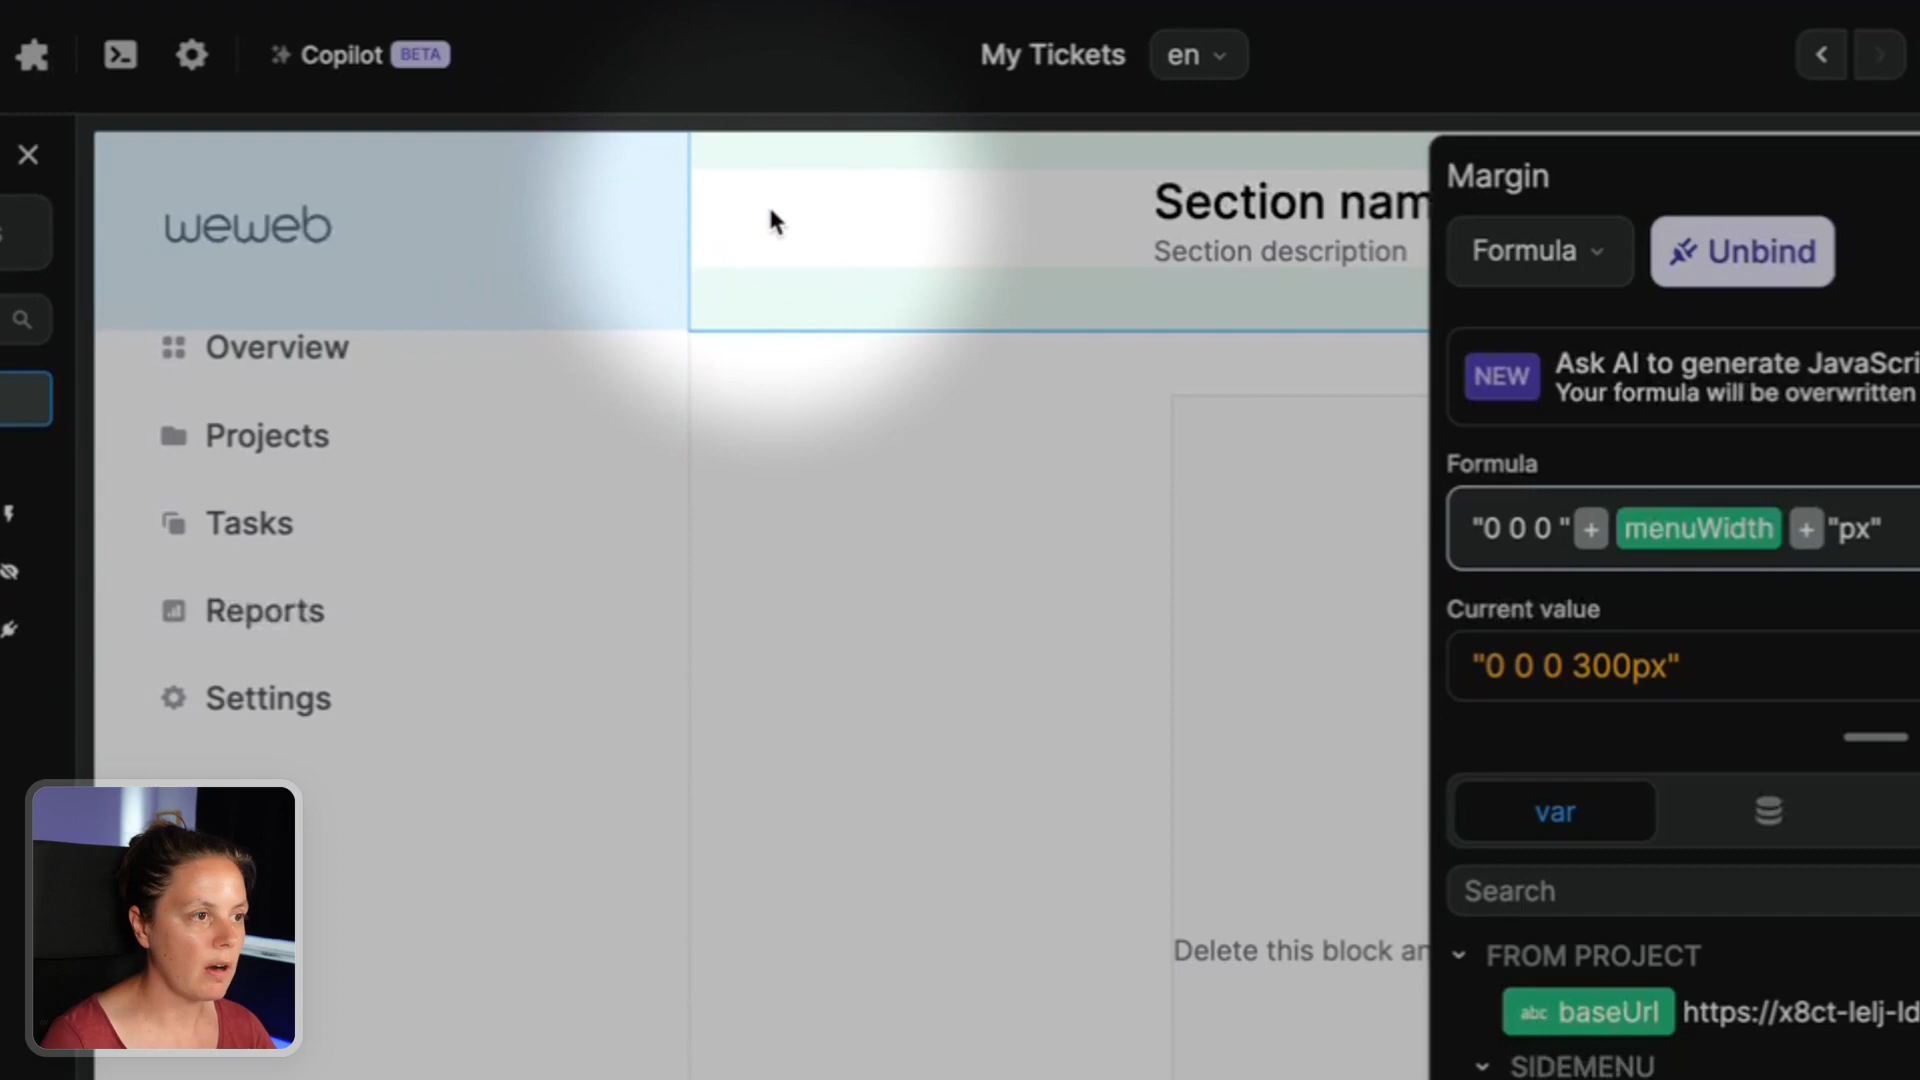 Copilot BETA
My Tickets en
weweb
Overview
Projects
Tasks
Reports
Settings
Section nam
Section description
Delete this block an
Margin
Formula
Unbind
NEW
Ask AI to generate JavaScri
Your formula will be overwritten
Formula
"0 0 0 " + menuWidth + "px"
Current value
"0 0 0 300px"
var
Search
FROM PROJECT
abc baseUrl https://x8ct-lelj-ld
SIDEMENU